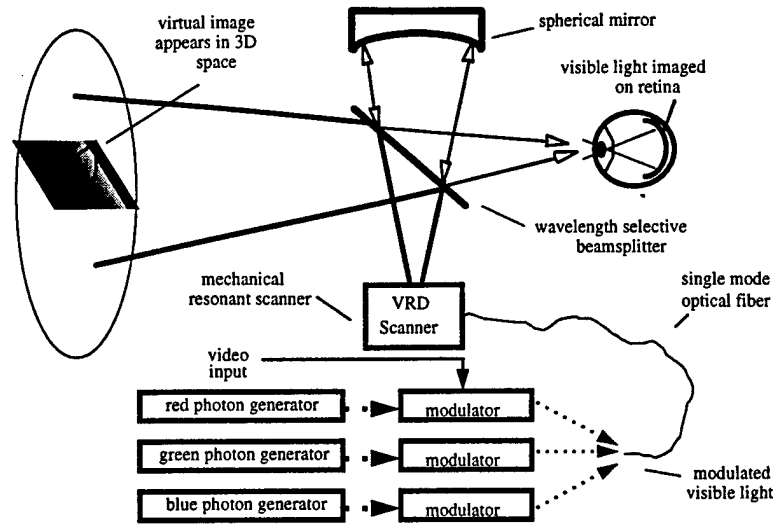 virtual image
appears in 3D
space
spherical mirror
visible light imaged
on retina
wavelength selective
beamsplitter
mechanical
resonant scanner
VRD
Scanner
single mode
optical fiber
video
input
red photon generator
modulator
green photon generator
modulator
modulated
visible light
blue photon generator
modulator